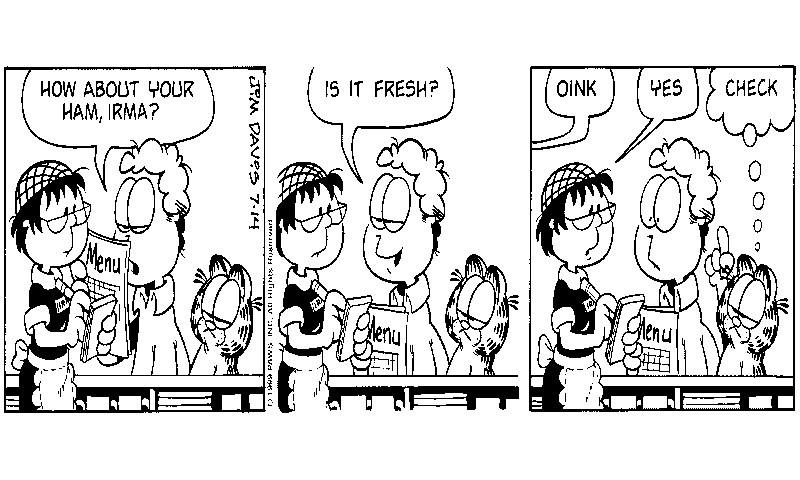 HOW ABOUT YOUR
HAM, IRMA?
Menu
JIM DAVIS 7-14
© 1989 PAWS, INC. All Rights Reserved
IS IT FRESH?
Menu
OINK
YES
CHECK
Menu